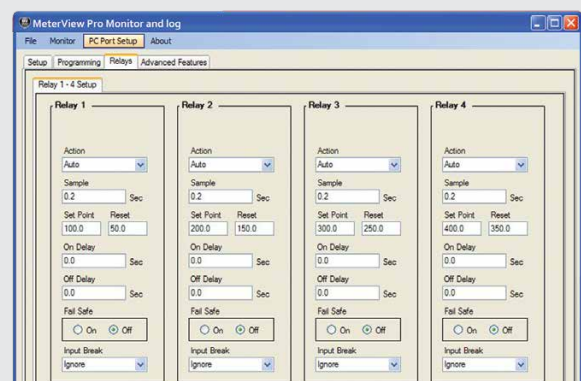 MeterView Pro Monitor and log
File Monitor PC Port Setup About
Setup Programming Relays Advanced Features
Relay 1 - 4 Setup
Relay 1 Relay 2 Relay 3 Relay 4
Action Action Action Action
Auto Auto Auto Auto
Sample Sample Sample Sample
0.2 Sec 0.2 Sec 0.2 Sec 0.2 Sec
Set Point Reset Set Point Reset Set Point Reset Set Point Reset
100.0 50.0 200.0 150.0 300.0 250.0 400.0 350.0
On Delay On Delay On Delay On Delay
0.0 Sec 0.0 Sec 0.0 Sec 0.0 Sec
Off Delay Off Delay Off Delay Off Delay
0.0 Sec 0.0 Sec 0.0 Sec 0.0 Sec
Fail Safe Fail Safe Fail Safe Fail Safe
On Off On Off On Off On Off
Input Break Input Break Input Break Input Break
Ignore Ignore Ignore Ignore